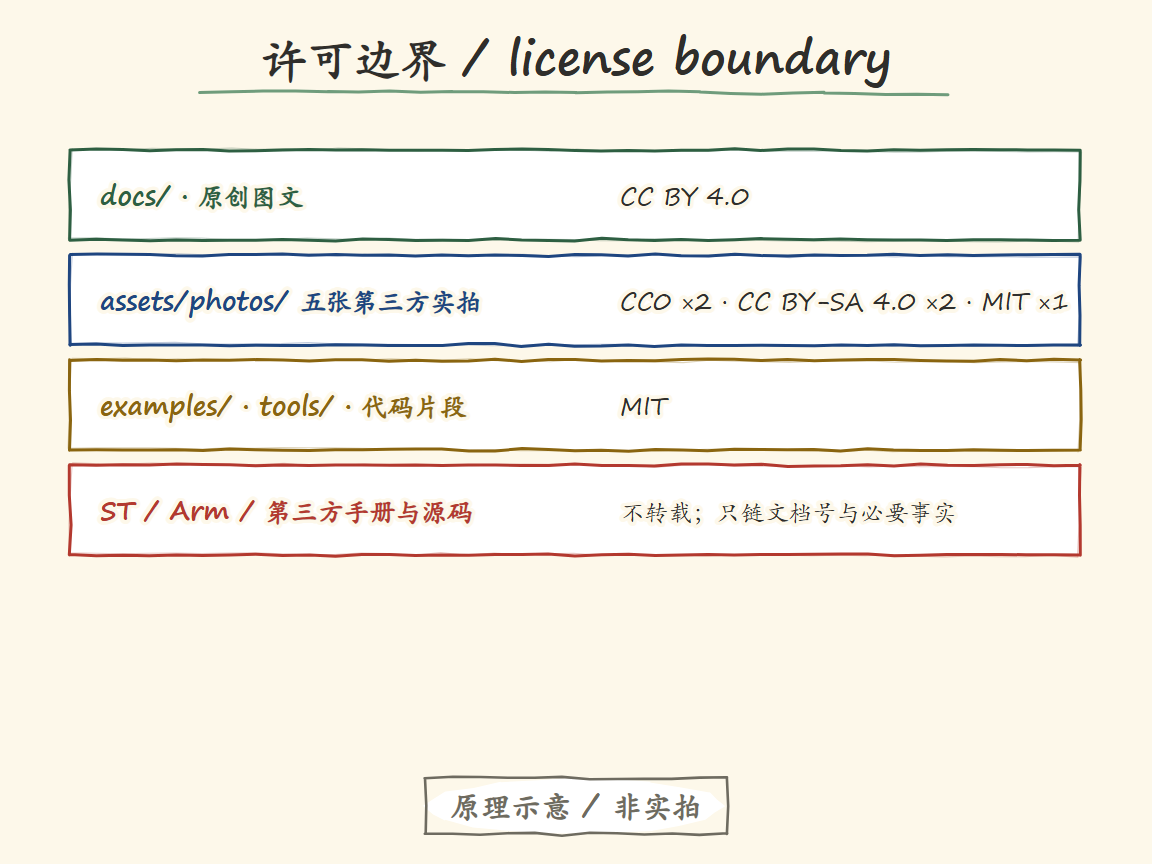 许可边界 / license boundary
docs/ · 原创图文 CC BY 4.0
assets/photos/ 五张第三方实拍 CC0 ×2 · CC BY-SA 4.0 ×2 · MIT ×1
examples/ · tools/ · 代码片段 MIT
ST / Arm / 第三方手册与源码 不转载；只链文档号与必要事实
原理示意 / 非实拍